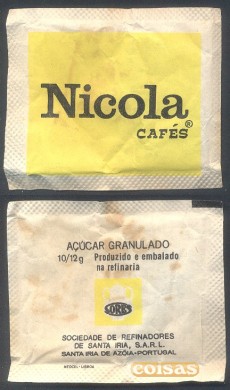 Nicola®
CAFÉS
AÇÚCAR GRANULADO
10/12g Produzido e embalado
na refinaria
SORES
SOCIEDADE DE REFINADORES
DE SANTA IRIA, S.A.R.L.
SANTA IRIA DE AZÓIA-PORTUGAL
coisas